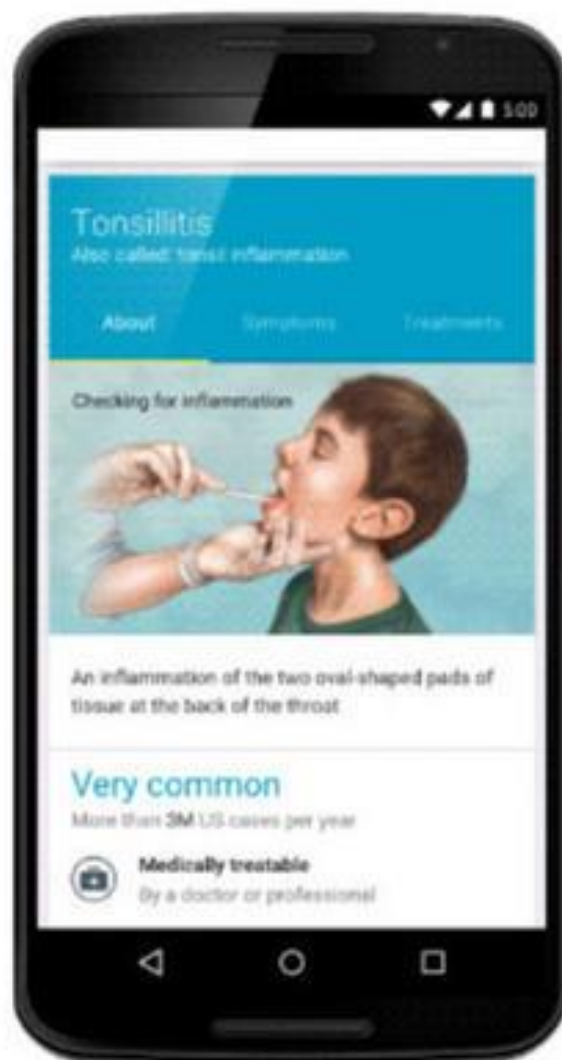 5:00
Tonsillitis
Also called: tonsil inflammation
About Symptoms Treatments
Checking for inflammation
An inflammation of the two oval-shaped pads of
tissue at the back of the throat
Very common
More than 3M US cases per year
Medically treatable
By a doctor or professional